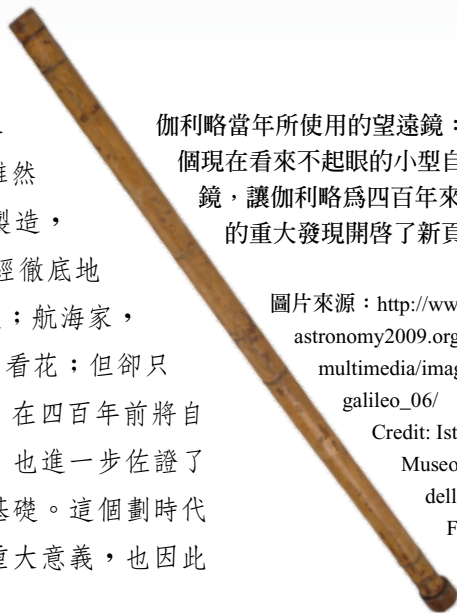 然
製造，
經徹底地
；航海家，
看花；但卻只
在四百年前將自
也進一步佐證了
基礎。這個劃時代
重大意義，也因此
伽利略當年所使用的望遠鏡：
個現在看來不起眼的小型自
鏡，讓伽利略爲四百年來
的重大發現開啓了新頁
圖片來源：http://ww
astronomy2009.org
multimedia/imag
galileo_06/
Credit: Ist
Museo
dell
F